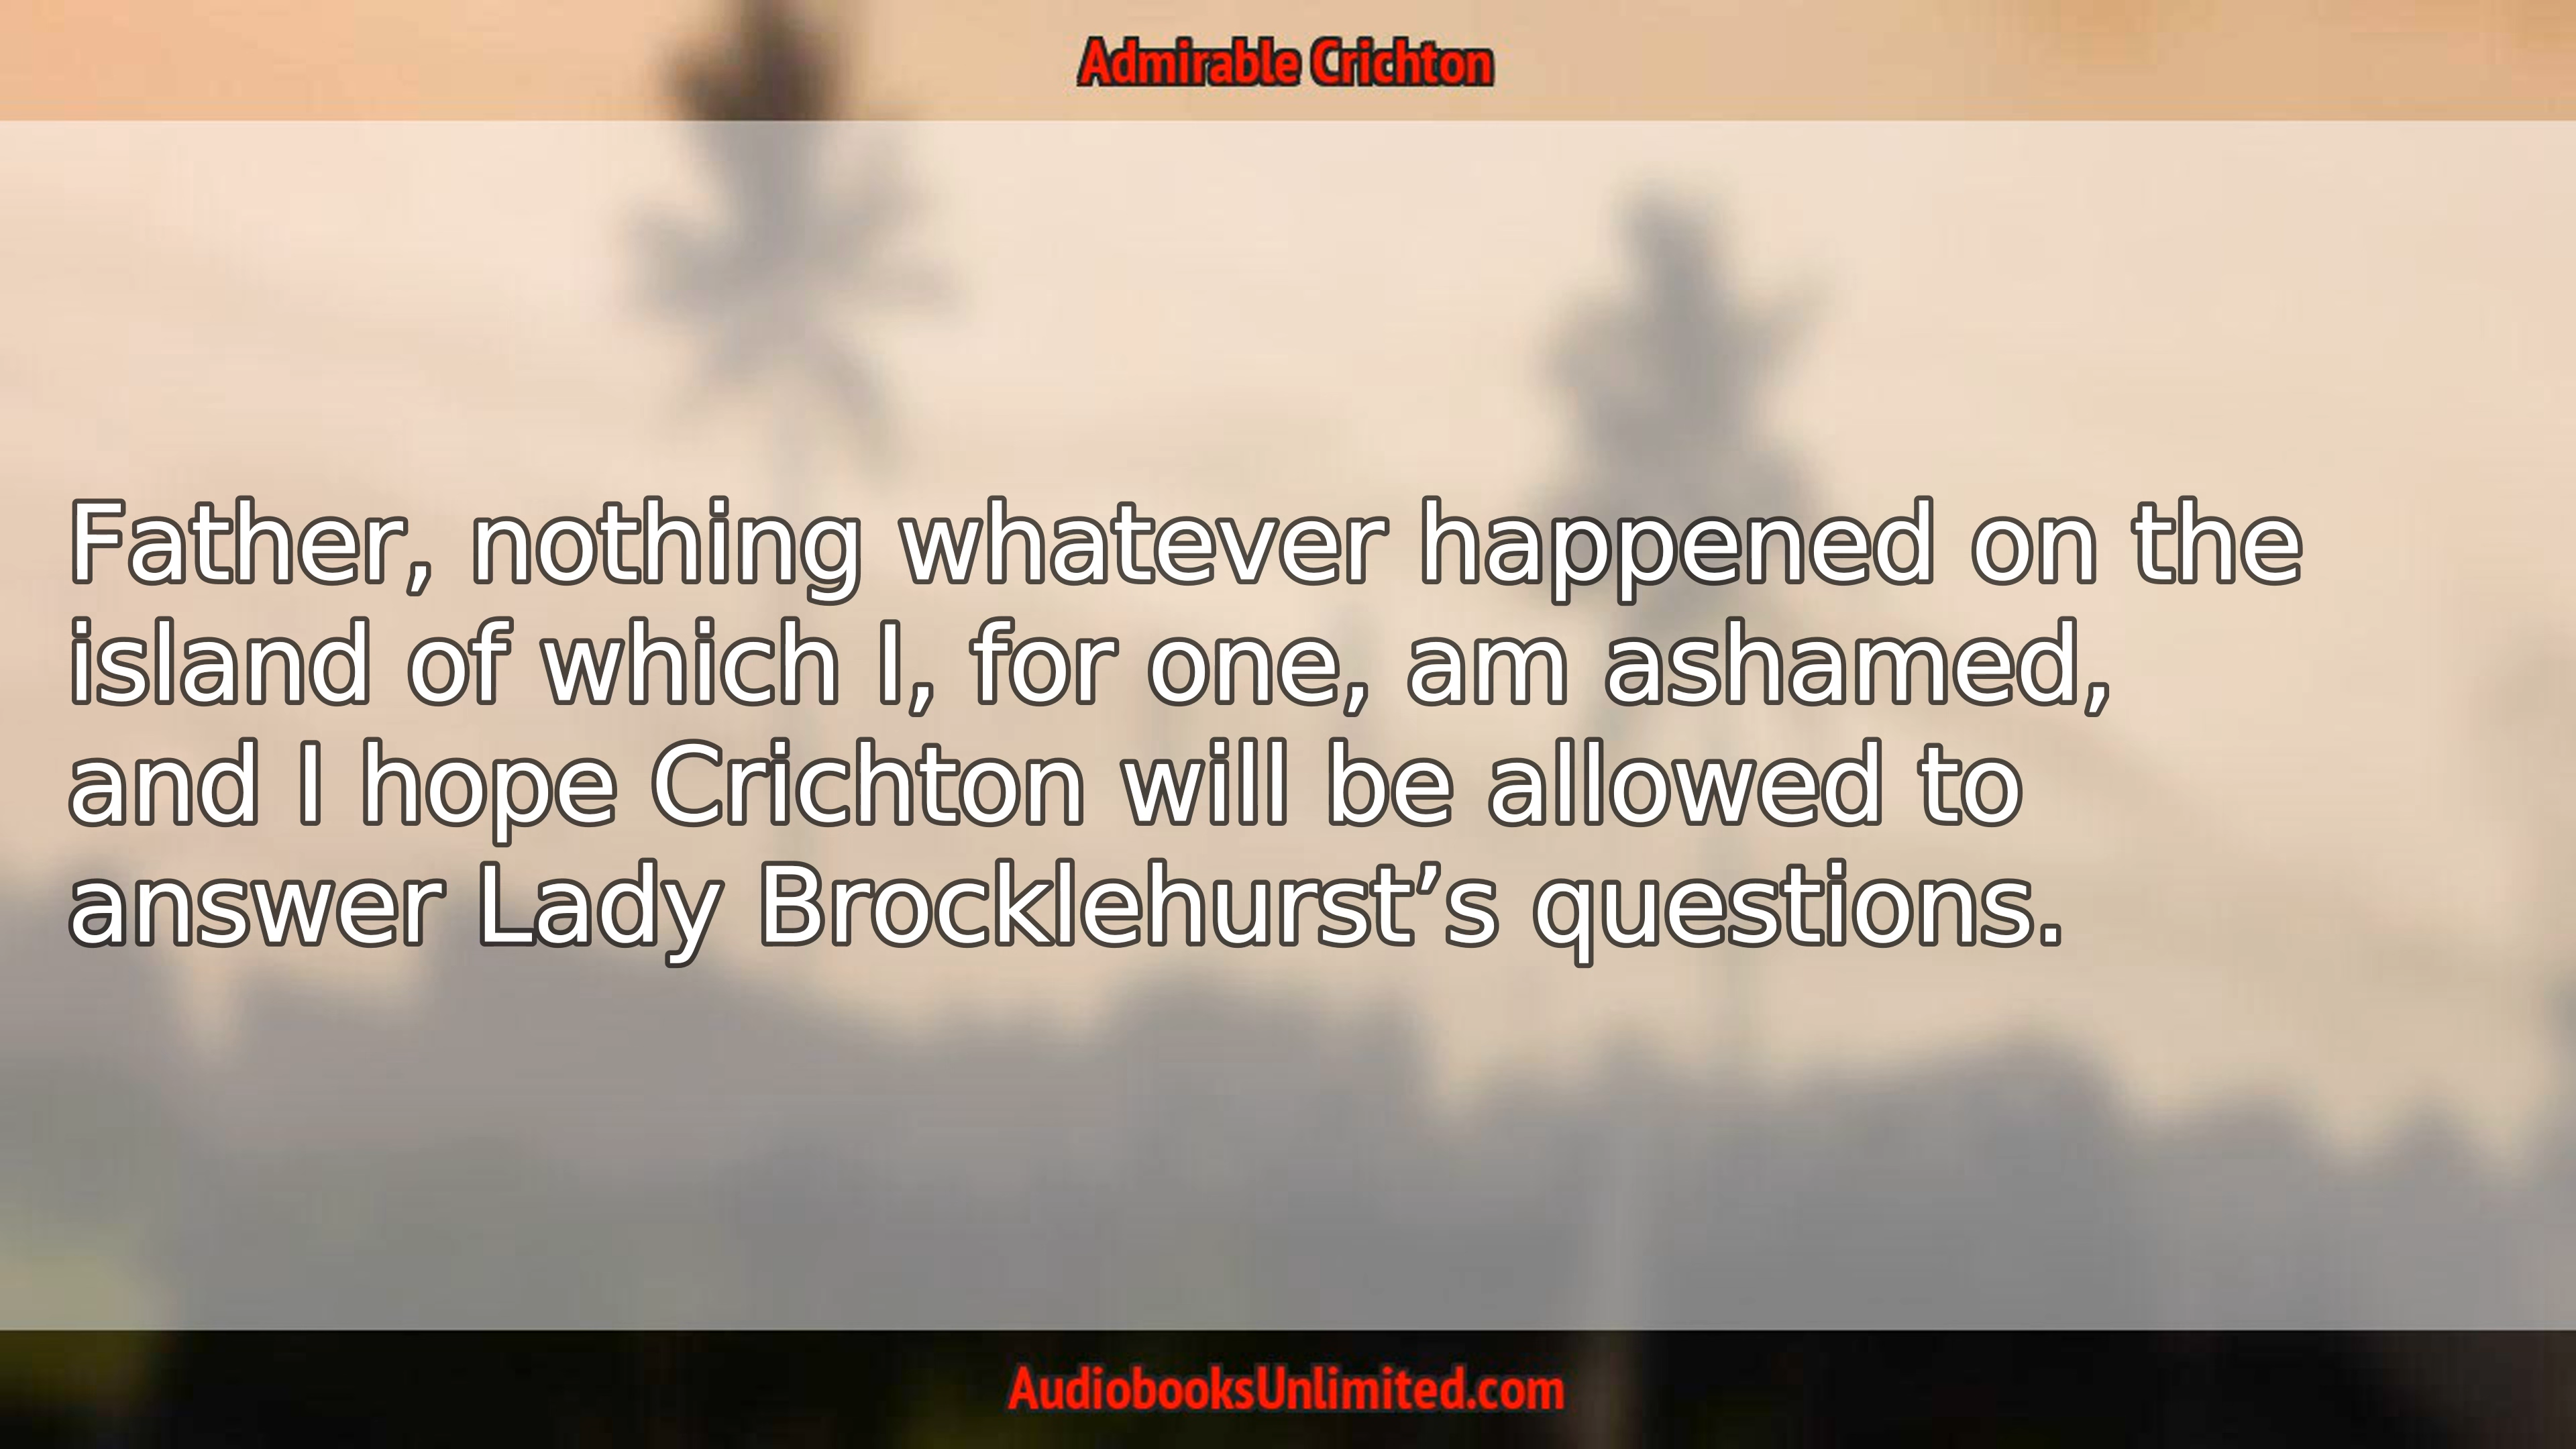 Admirable Crichton
Father, nothing whatever happened on the
island of which I, for one, am ashamed,
and I hope Crichton will be allowed to
answer Lady Brocklehurst’s questions.
AudiobooksUnlimited.com